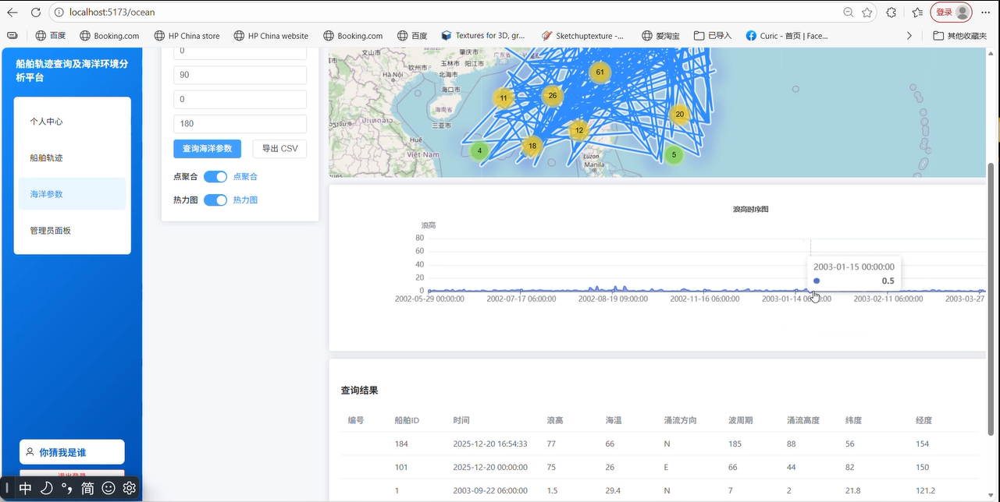 localhost:5173/ocean
登录
百度
Booking.com
HP China store
HP China website
Booking.com
百度
Textures for 3D, gr...
Sketchuptexture -...
爱淘宝
已导入
Curic - 首页 | Face...
其他收藏夹
船舶轨迹查询及海洋环境分
析平台
个人中心
船舶轨迹
海洋参数
管理员面板
你猜我是谁
退出登录
中 简
0
90
0
180
查询海洋参数 导出 CSV
点聚合 点聚合
热力图 热力图
文山市
肇庆市
广东省
玉林市
阳江市
钦州市
Hà Nội
北海市
海口市
海南省
三亚市
Huế
Việt Nam
Luzon
Manila
61
11
26
20
12
18
4
5
浪高时序图
浪高
80
60
40
20
0
2002-05-29 00:00:00 2002-07-17 06:00:00 2002-08-19 09:00:00 2002-11-16 06:00:00 2003-01-14 06:00:00 2003-02-11 06:00:00 2003-03-27
2003-01-15 00:00:00
0.5
查询结果
编号 船舶ID 时间 浪高 海温 涌流方向 波周期 涌流高度 纬度 经度
184 2025-12-20 16:54:33 77 66 N 185 88 56 154
101 2025-12-20 00:00:00 75 26 E 66 44 82 150
1 2003-09-22 06:00:00 1.5 29.4 N 7 2 21.8 121.2